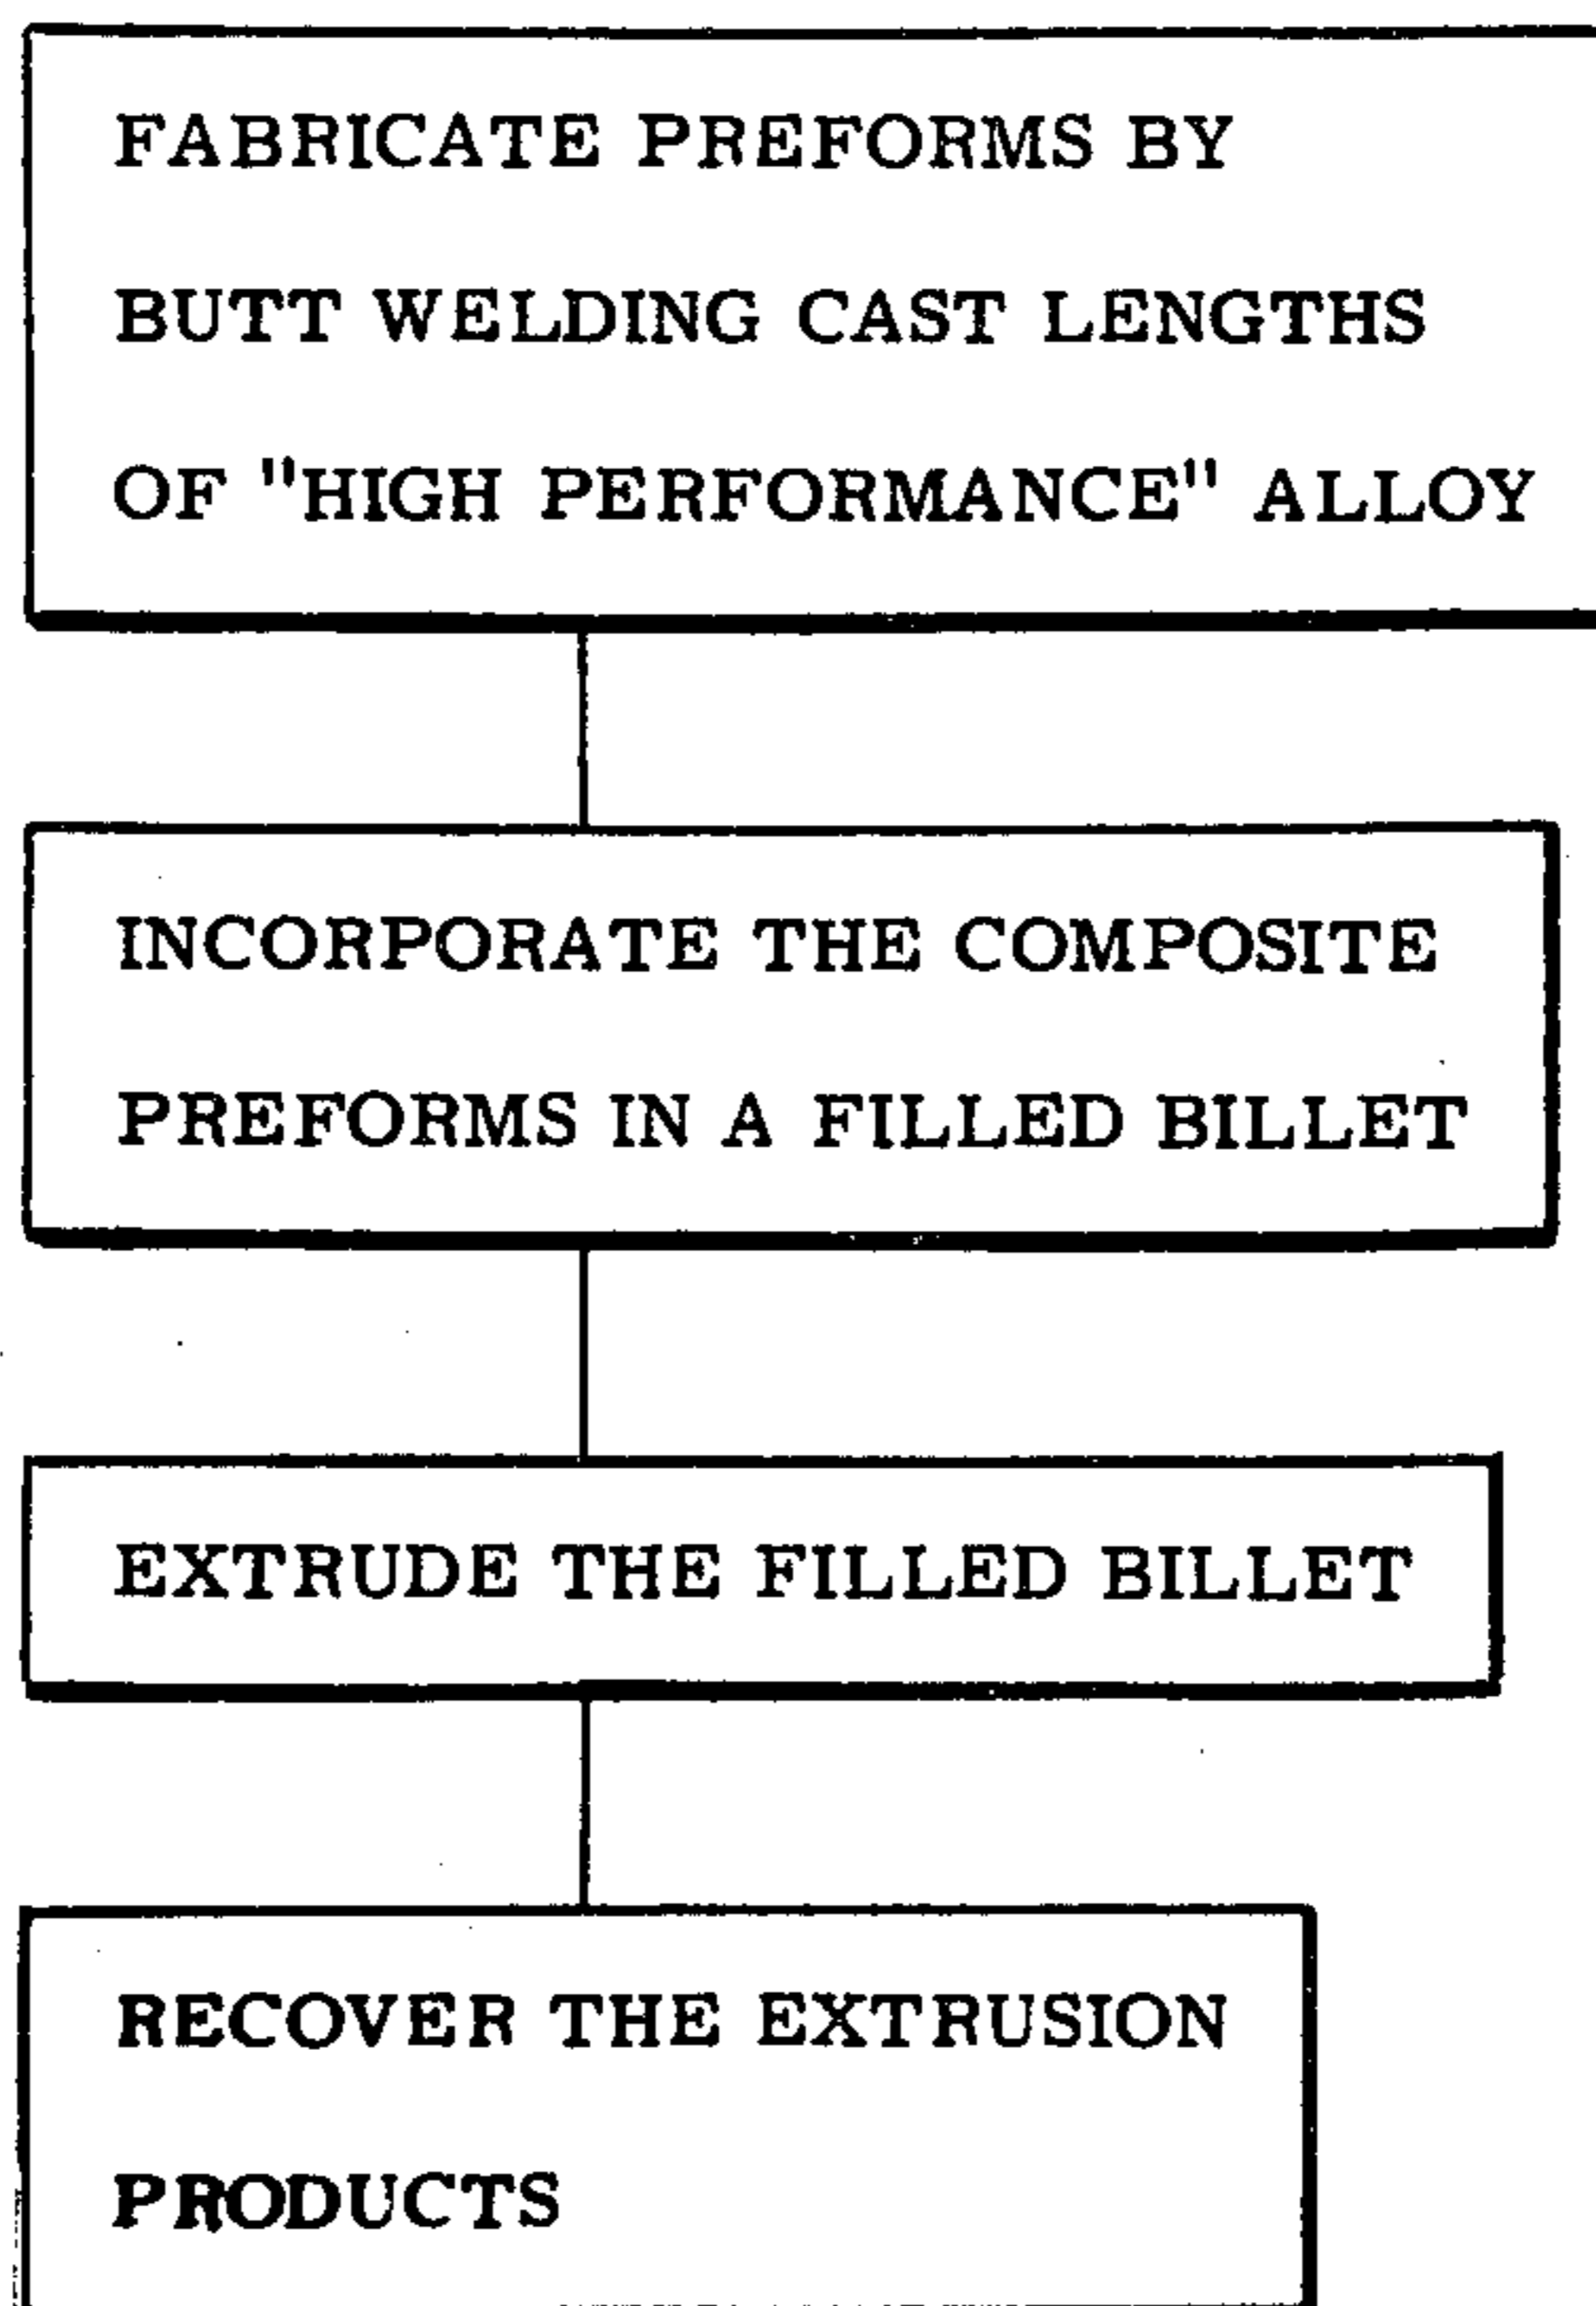 FABRICATE PREFORMS BY
BUTT WELDING CAST LENGTHS
OF "HIGH PERFORMANCE" ALLOY
INCORPORATE THE COMPOSITE
PREFORMS IN A FILLED BILLET
EXTRUDE THE FILLED BILLET
RECOVER THE EXTRUSION
PRODUCTS